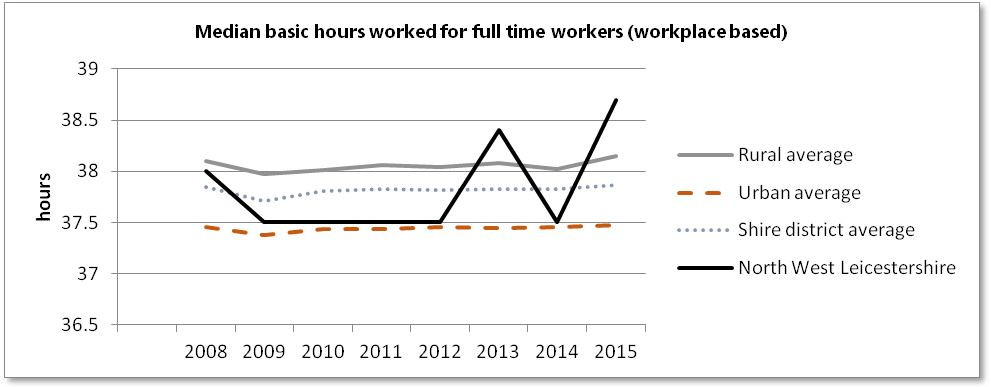 Median basic hours worked for full time workers (workplace based)
39
38.5
38
37.5
37
36.5
hours
2008 2009 2010 2011 2012 2013 2014 2015
Rural average
Urban average
Shire district average
North West Leicestershire